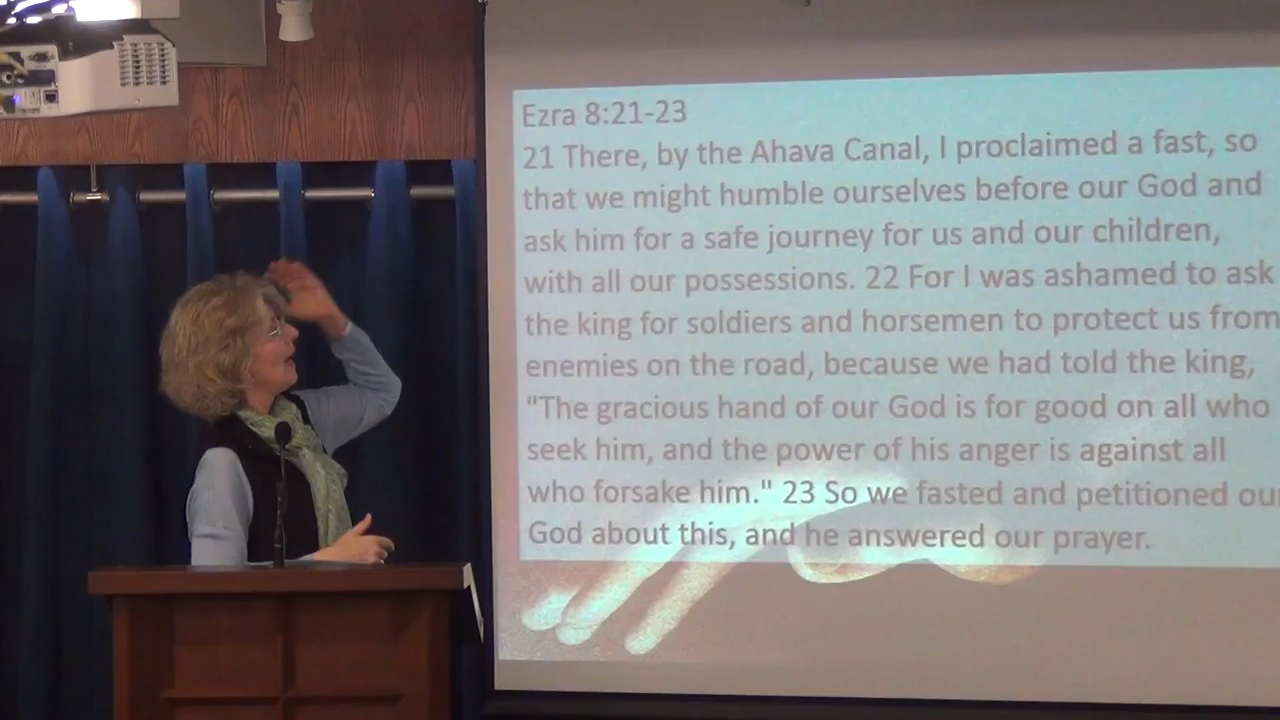 Ezra 8:21-23
21 There, by the Ahava Canal, I proclaimed a fast, so
that we might humble ourselves before our God and
ask him for a safe journey for us and our children,
with all our possessions. 22 For I was ashamed to ask
the king for soldiers and horsemen to protect us from
enemies on the road, because we had told the king,
"The gracious hand of our God is for good on all who
seek him, and the power of his anger is against all
who forsake him." 23 So we fasted and petitioned ou
God about this, and he answered our prayer.